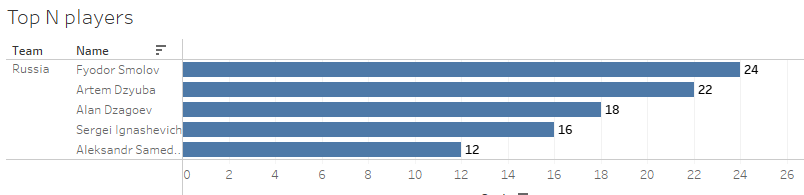 Top N players
Team Name
Russia Fyodor Smolov 24
Artem Dzyuba 22
Alan Dzagoev 18
Sergei Ignashevich 16
Aleksandr Samed.. 12
0 2 4 6 8 10 12 14 16 18 20 22 24 26